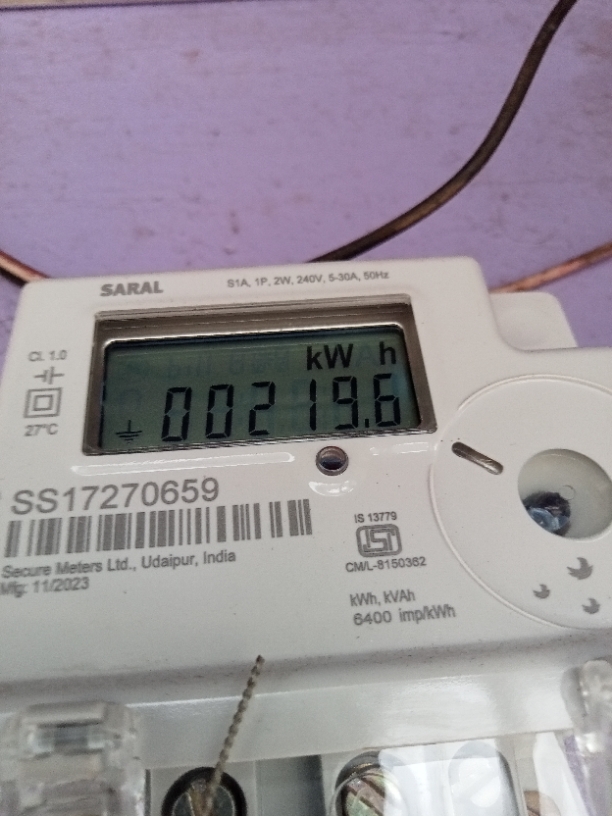 SARAL
S1A, 1P, 2W, 240V, 5-30A, 50Hz
Cl. 1.0
27°C
kW h
00219.6
SS17270659
Secure Meters Ltd., Udaipur, India
Mfg: 11/2023
IS 13779
ISI
CM/L-8150362
kWh, kVAh
6400 imp/kWh